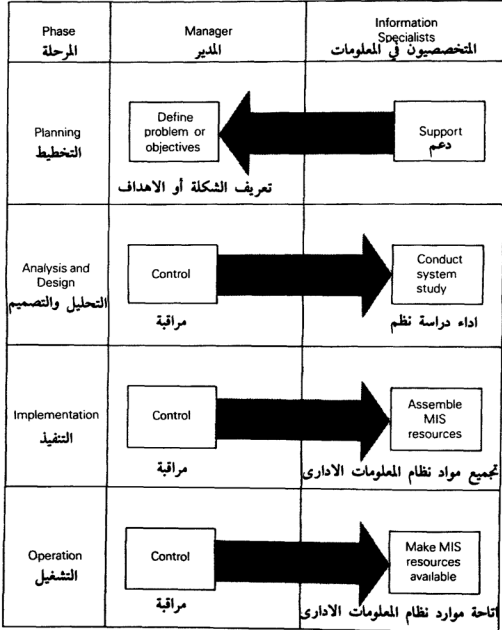 Phase
المرحلة
Manager
المدير
Information
Specialists
المتخصصيون في المعلومات
Planning
التخطيط
Define
problem or
objectives
تعريف الشكلة أو الاهداف
Support
دعم
Analysis and
Design
التحليل والتصميم
Control
مراقبة
Conduct
system
study
اداء دراسة نظم
Implementation
التنفيذ
Control
مراقبة
Assemble
MIS
resources
تجميع مواد نظام المعلومات الادارى
Operation
التشغيل
Control
مراقبة
Make MIS
resources
available
اتاحة موارد نظام المعلومات الادارى